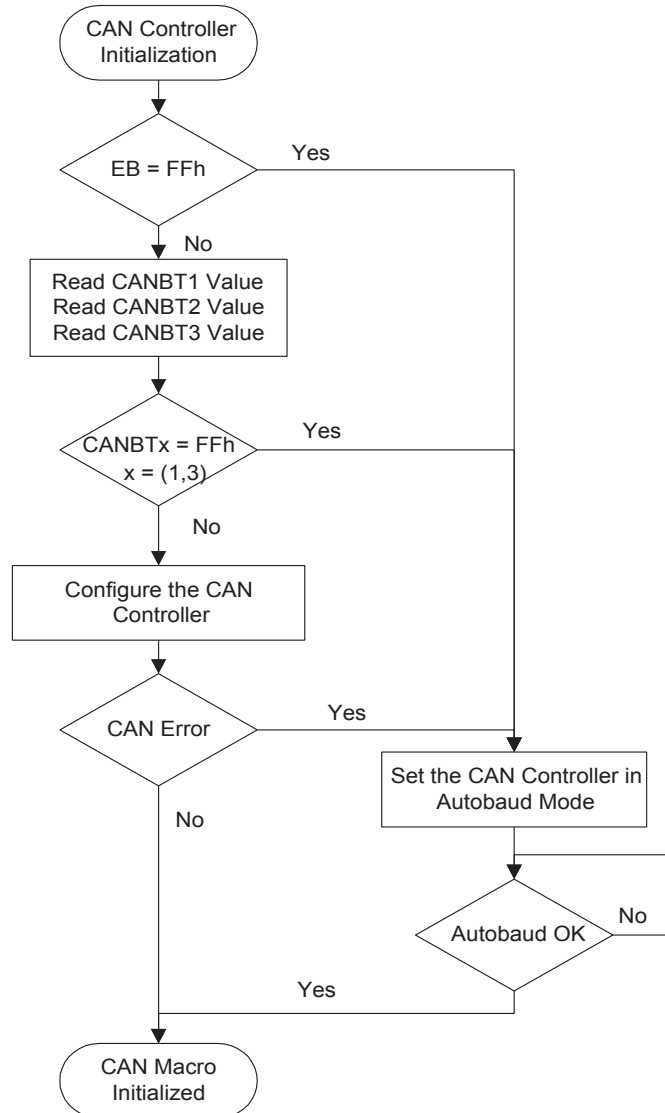 CAN Controller
Initialization
EB = FFh
Yes
No
Read CANBT1 Value
Read CANBT2 Value
Read CANBT3 Value
CANBTx = FFh
x = (1,3)
Yes
No
Configure the CAN
Controller
CAN Error
Yes
No
Set the CAN Controller in
Autobaud Mode
Autobaud OK
No
Yes
CAN Macro
Initialized